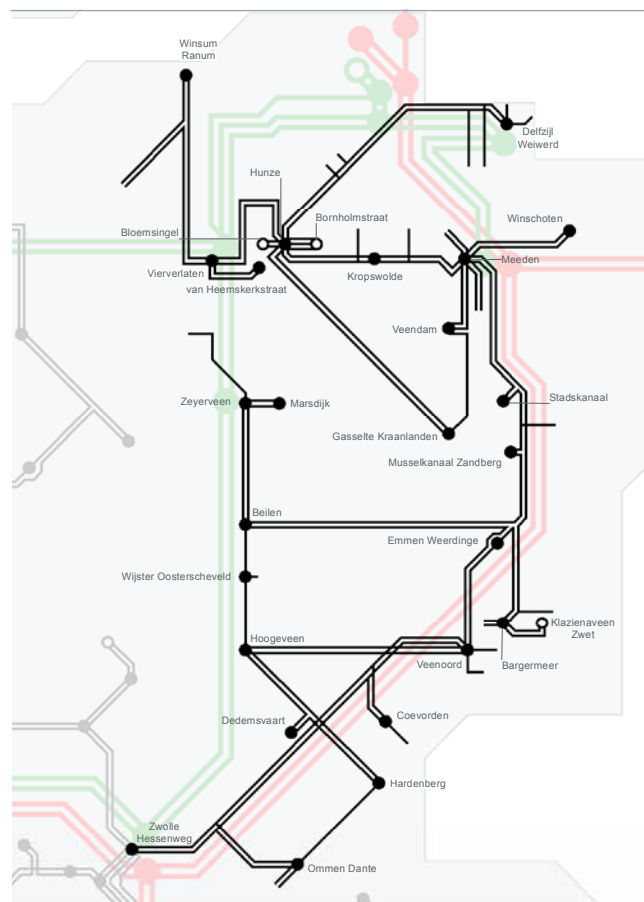 Winsum
Ranum
Delfzijl
Weiwerd
Hunze
Bornholmstraat
Winschoten
Bloemsingel
Vierverlaten
van Heemskerkstraat
Kropswolde
Meeden
Veendam
Zeyerveen
Marsdijk
Stadskanaal
Gasselte Kraanlanden
Musselkanaal Zandberg
Beilen
Emmen Weerdinge
Wijster Oosterscheveld
Klazienaveen
Zwet
Hoogeveen
Veenoord
Bargermeer
Dedemsvaart
Coevorden
Hardenberg
Zwolle
Hessenweg
Ommen Dante